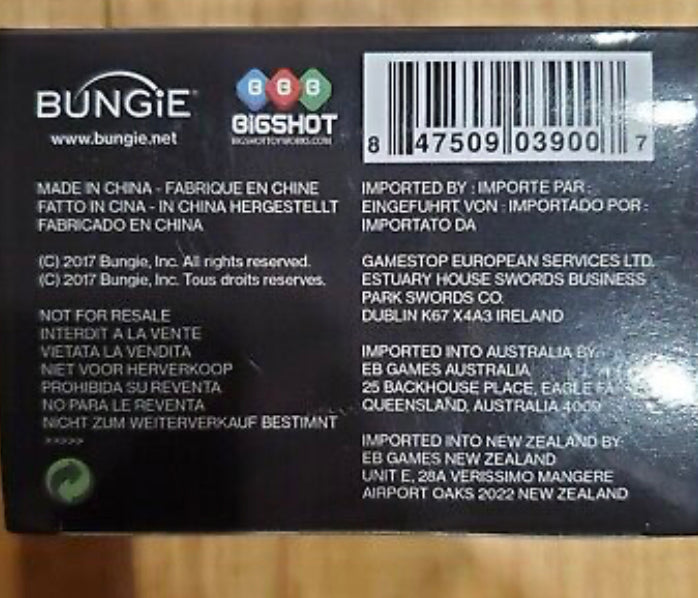 BUNGiE
www.bungie.net
BBB
BIGSHOT
BIGSHOTTOYWORKS.COM
8 47509 03900 7
MADE IN CHINA - FABRIQUE EN CHINE
FATTO IN CINA - IN CHINA HERGESTELLT
FABRICADO EN CHINA
(C) 2017 Bungie, Inc. All rights reserved.
(C) 2017 Bungie, Inc. Tous droits reserves.
NOT FOR RESALE
INTERDIT A LA VENTE
VIETATA LA VENDITA
NIET VOOR HERVERKOOP
PROHIBIDA SU REVENTA
NO PARA LE REVENTA
NICHT ZUM WEITERVERKAUF BESTIMNT
>>>>>
IMPORTED BY : IMPORTE PAR :
EINGEFUHRT VON : IMPORTADO POR :
IMPORTATO DA
GAMESTOP EUROPEAN SERVICES LTD.
ESTUARY HOUSE SWORDS BUSINESS
PARK SWORDS CO.
DUBLIN K67 X4A3 IRELAND
IMPORTED INTO AUSTRALIA BY:
EB GAMES AUSTRALIA
25 BACKHOUSE PLACE, EAGLE FA
QUEENSLAND, AUSTRALIA 4009
IMPORTED INTO NEW ZEALAND BY:
EB GAMES NEW ZEALAND
UNIT E, 28A VERISSIMO MANGERE
AIRPORT OAKS 2022 NEW ZEALAND